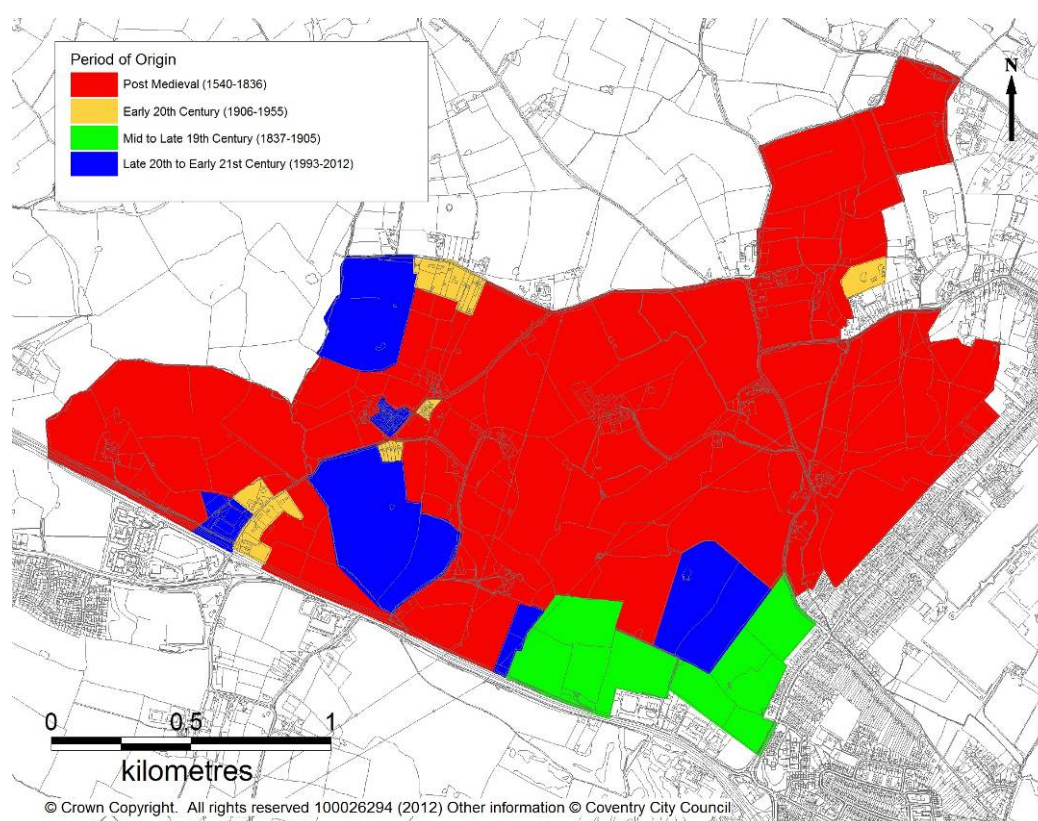 Period of Origin
Post Medieval (1540-1836)
Early 20th Century (1906-1955)
Mid to Late 19th Century (1837-1905)
Late 20th to Early 21st Century (1993-2012)
N
0 0.5 1
kilometres
© Crown Copyright. All rights reserved 100026294 (2012) Other information © Coventry City Council